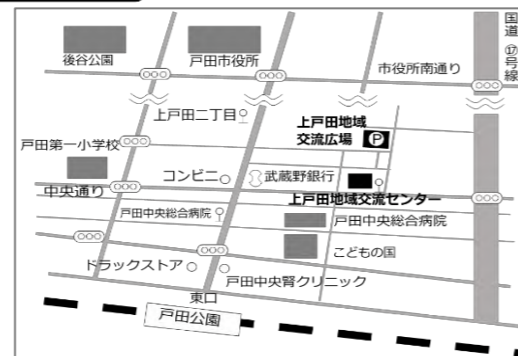 国道⑰号線
後谷公園
戸田市役所
市役所南通り
上戸田二丁目
上戸田地域
交流広場
P
戸田第一小学校
コンビニ
武蔵野銀行
中央通り
上戸田地域交流センター
戸田中央総合病院
戸田中央総合病院
こどもの国
ドラックストア
戸田中央腎クリニック
東口
戸田公園